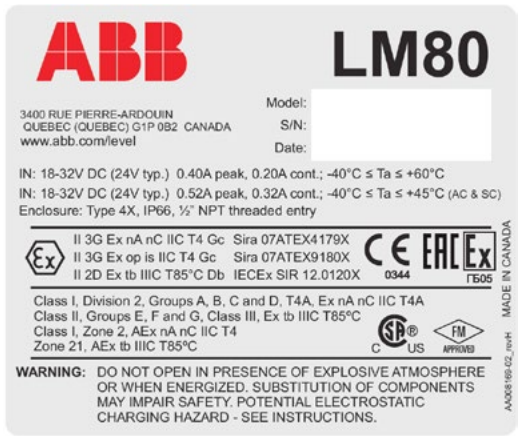 ABB
LM80
3400 RUE PIERRE-ARDOUIN
QUEBEC (QUEBEC) G1P 0B2 CANADA
www.abb.com/level
Model:
S/N:
Date:
IN: 18-32V DC (24V typ.) 0.40A peak, 0.20A cont.; -40°C ≤ Ta ≤ +60°C
IN: 18-32V DC (24V typ.) 0.52A peak, 0.32A cont.; -40°C ≤ Ta ≤ +45°C (AC & SC)
Enclosure: Type 4X, IP66, ½" NPT threaded entry
Ex
II 3G Ex nA nC IIC T4 Gc Sira 07ATEX4179X
II 3G Ex op is IIC T4 Gc Sira 07ATEX9180X
II 2D Ex tb IIIC T85°C Db IECEx SIR 12.0120X
CE
0344
EAC Ex
ГБ05
Class I, Division 2, Groups A, B, C and D, T4A, Ex nA nC IIC T4A
Class II, Groups E, F and G, Class III, Ex tb IIIC T85ºC
Class I, Zone 2, AEx nA nC IIC T4
Zone 21, AEx tb IIIC T85ºC
SA ®
C US
FM
APPROVED
MADE IN CANADA
AA008169-02_revH
WARNING: DO NOT OPEN IN PRESENCE OF EXPLOSIVE ATMOSPHERE
OR WHEN ENERGIZED. SUBSTITUTION OF COMPONENTS
MAY IMPAIR SAFETY. POTENTIAL ELECTROSTATIC
CHARGING HAZARD - SEE INSTRUCTIONS.